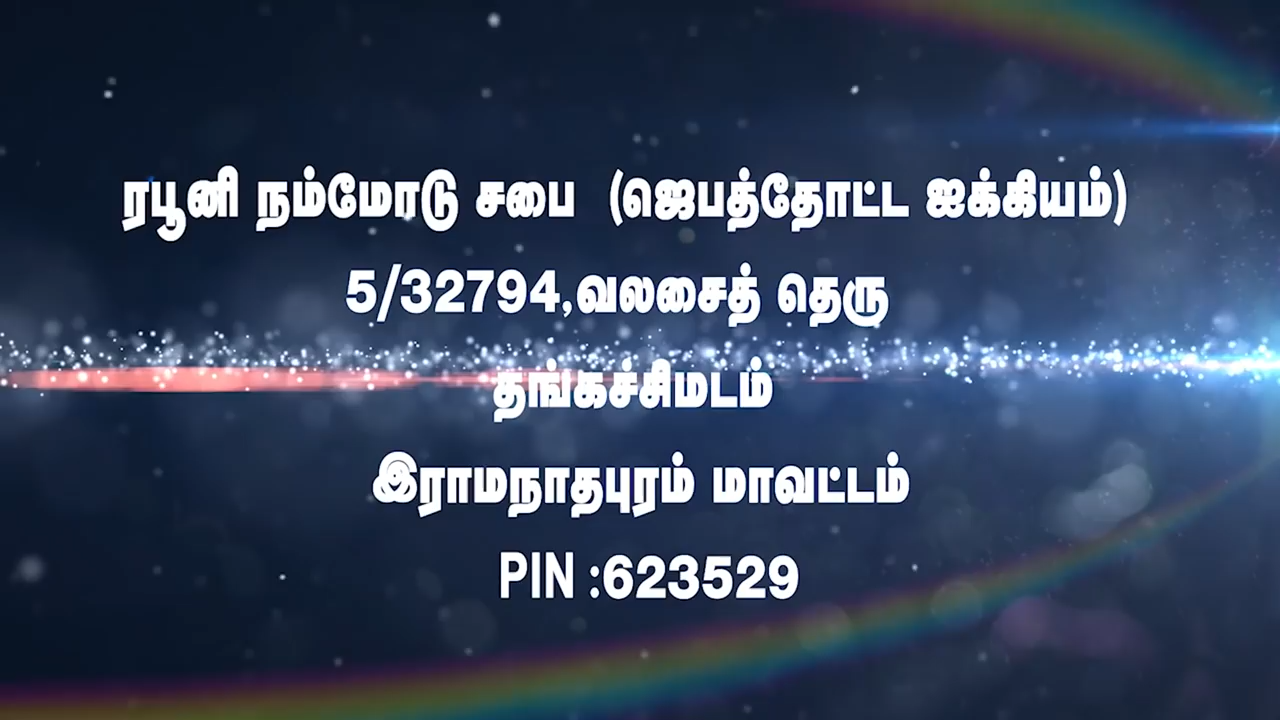 ரபூனி நம்மோடு சபை (ஜெபத்தோட்ட ஐக்கியம்)
5/32794,வலசைத் தெரு
தங்கச்சிமடம்
இராமநாதபுரம் மாவட்டம்
PIN :623529